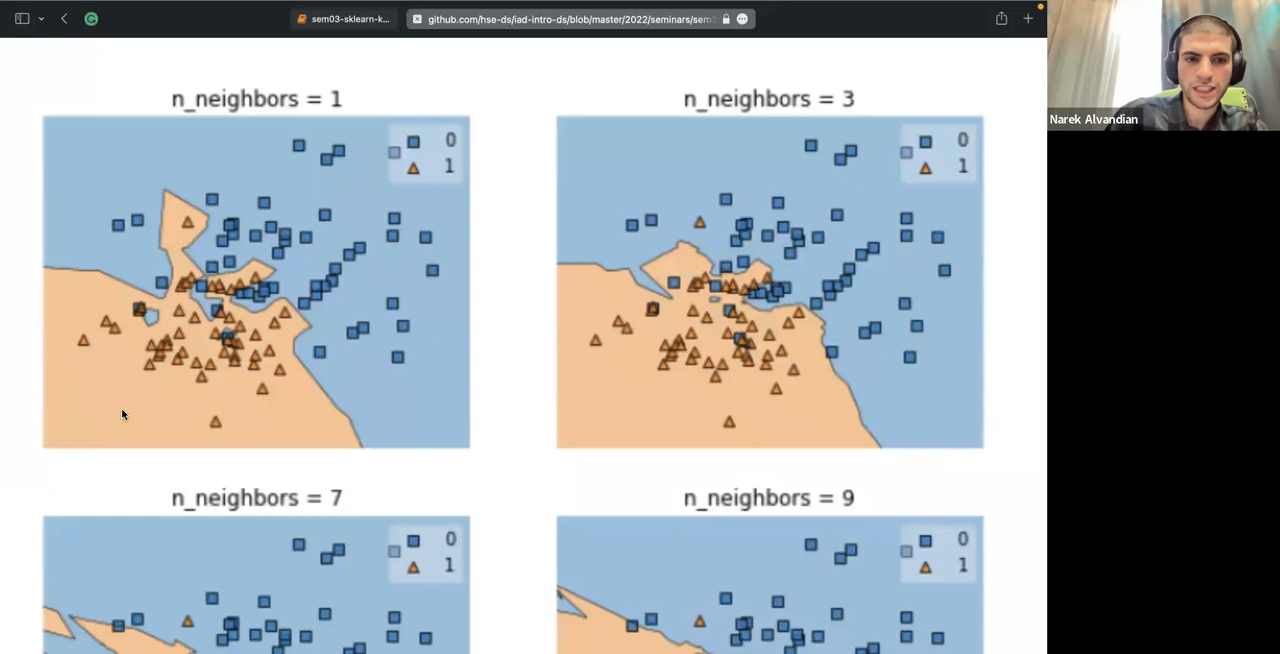 sem03-sklearn-k...
github.com/hse-ds/iad-intro-ds/blob/master/2022/seminars/sem
Narek Alvandian
n_neighbors = 1
0
1
n_neighbors = 3
0
1
n_neighbors = 7
0
1
n_neighbors = 9
0
1